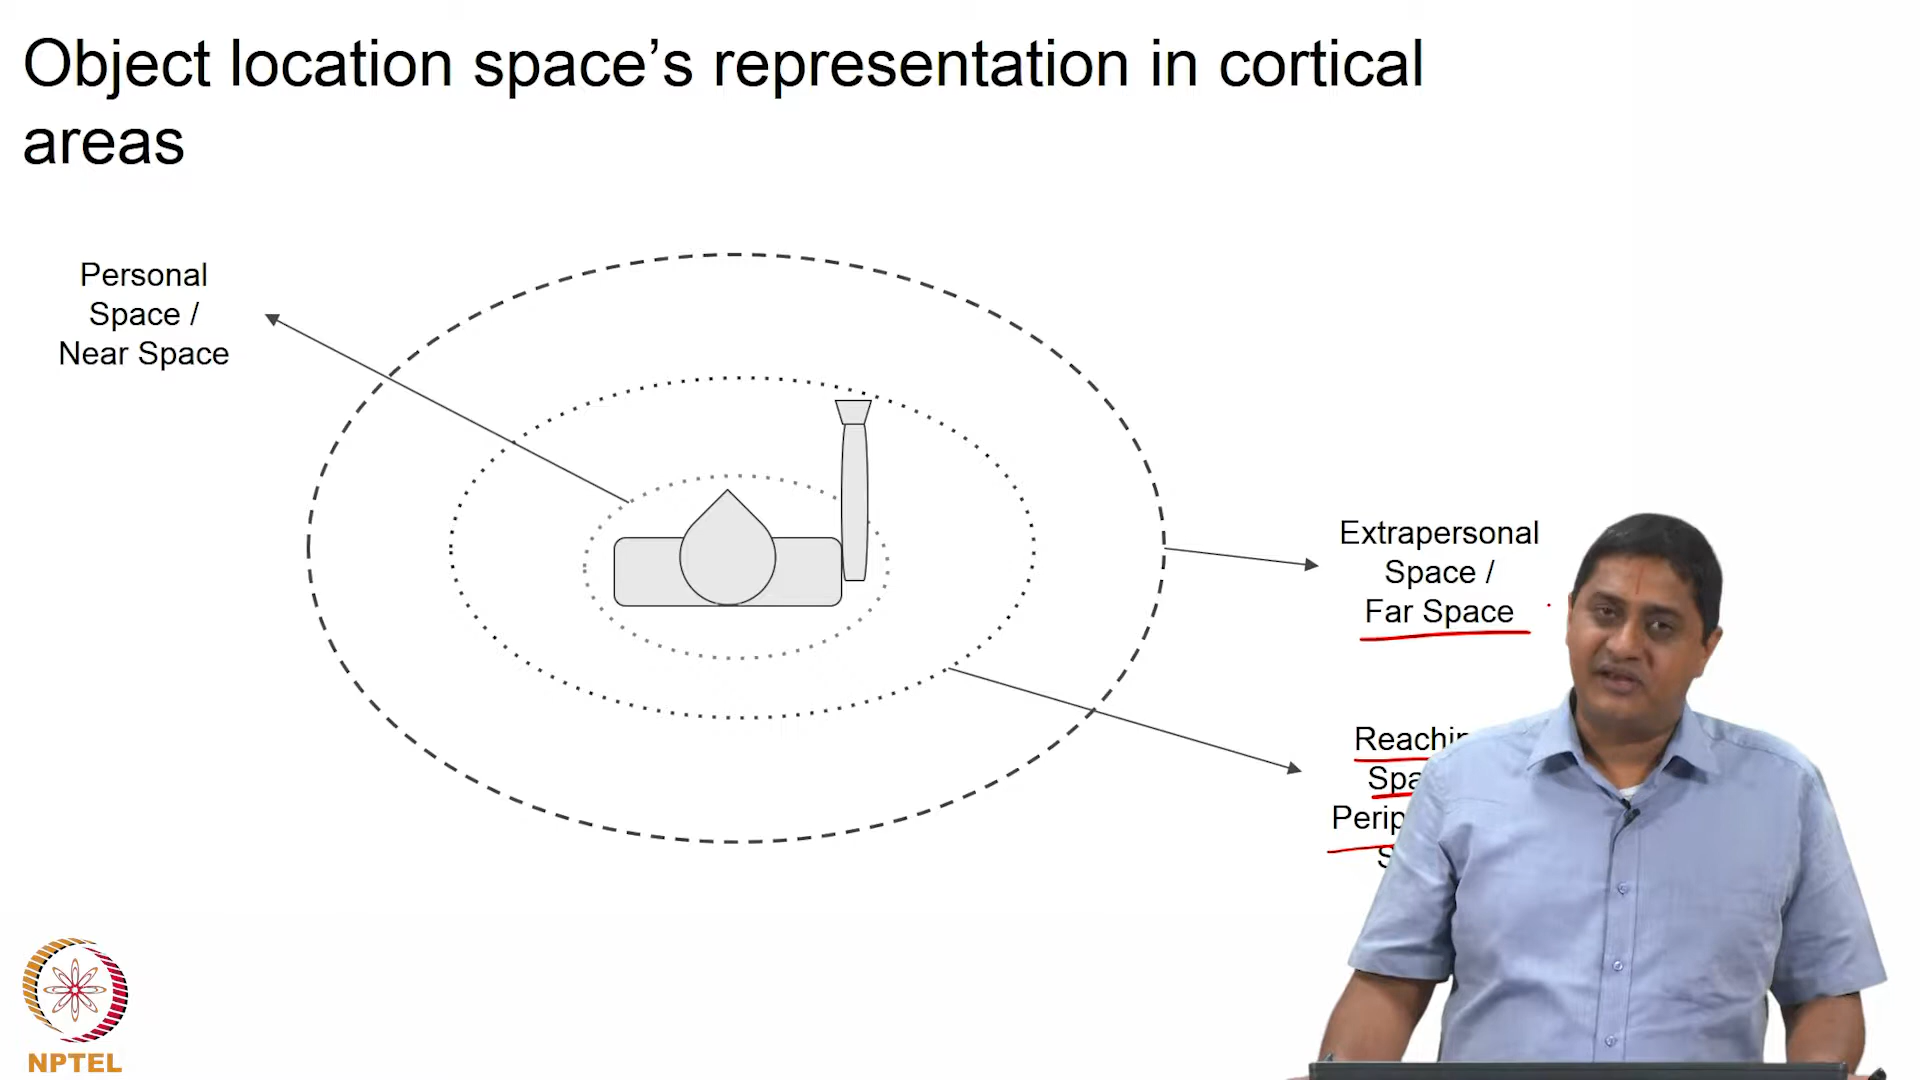 Object location space’s representation in cortical
areas
Personal
Space /
Near Space
Extrapersonal
Space /
Far Space
NPTEL